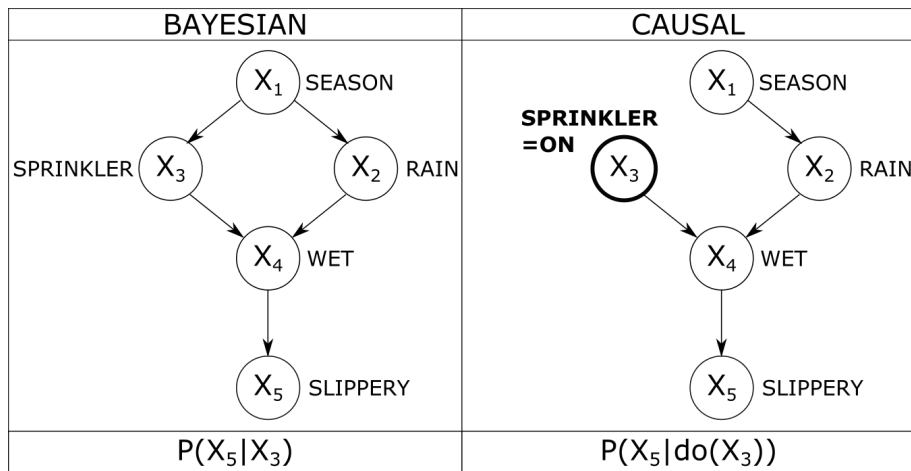 BAYESIAN
X₁ SEASON
SPRINKLER X₃
X₂ RAIN
X₄ WET
X₅ SLIPPERY
P(X₅|X₃)
CAUSAL
X₁ SEASON
SPRINKLER
=ON
X₃
X₂ RAIN
X₄ WET
X₅ SLIPPERY
P(X₅|do(X₃))